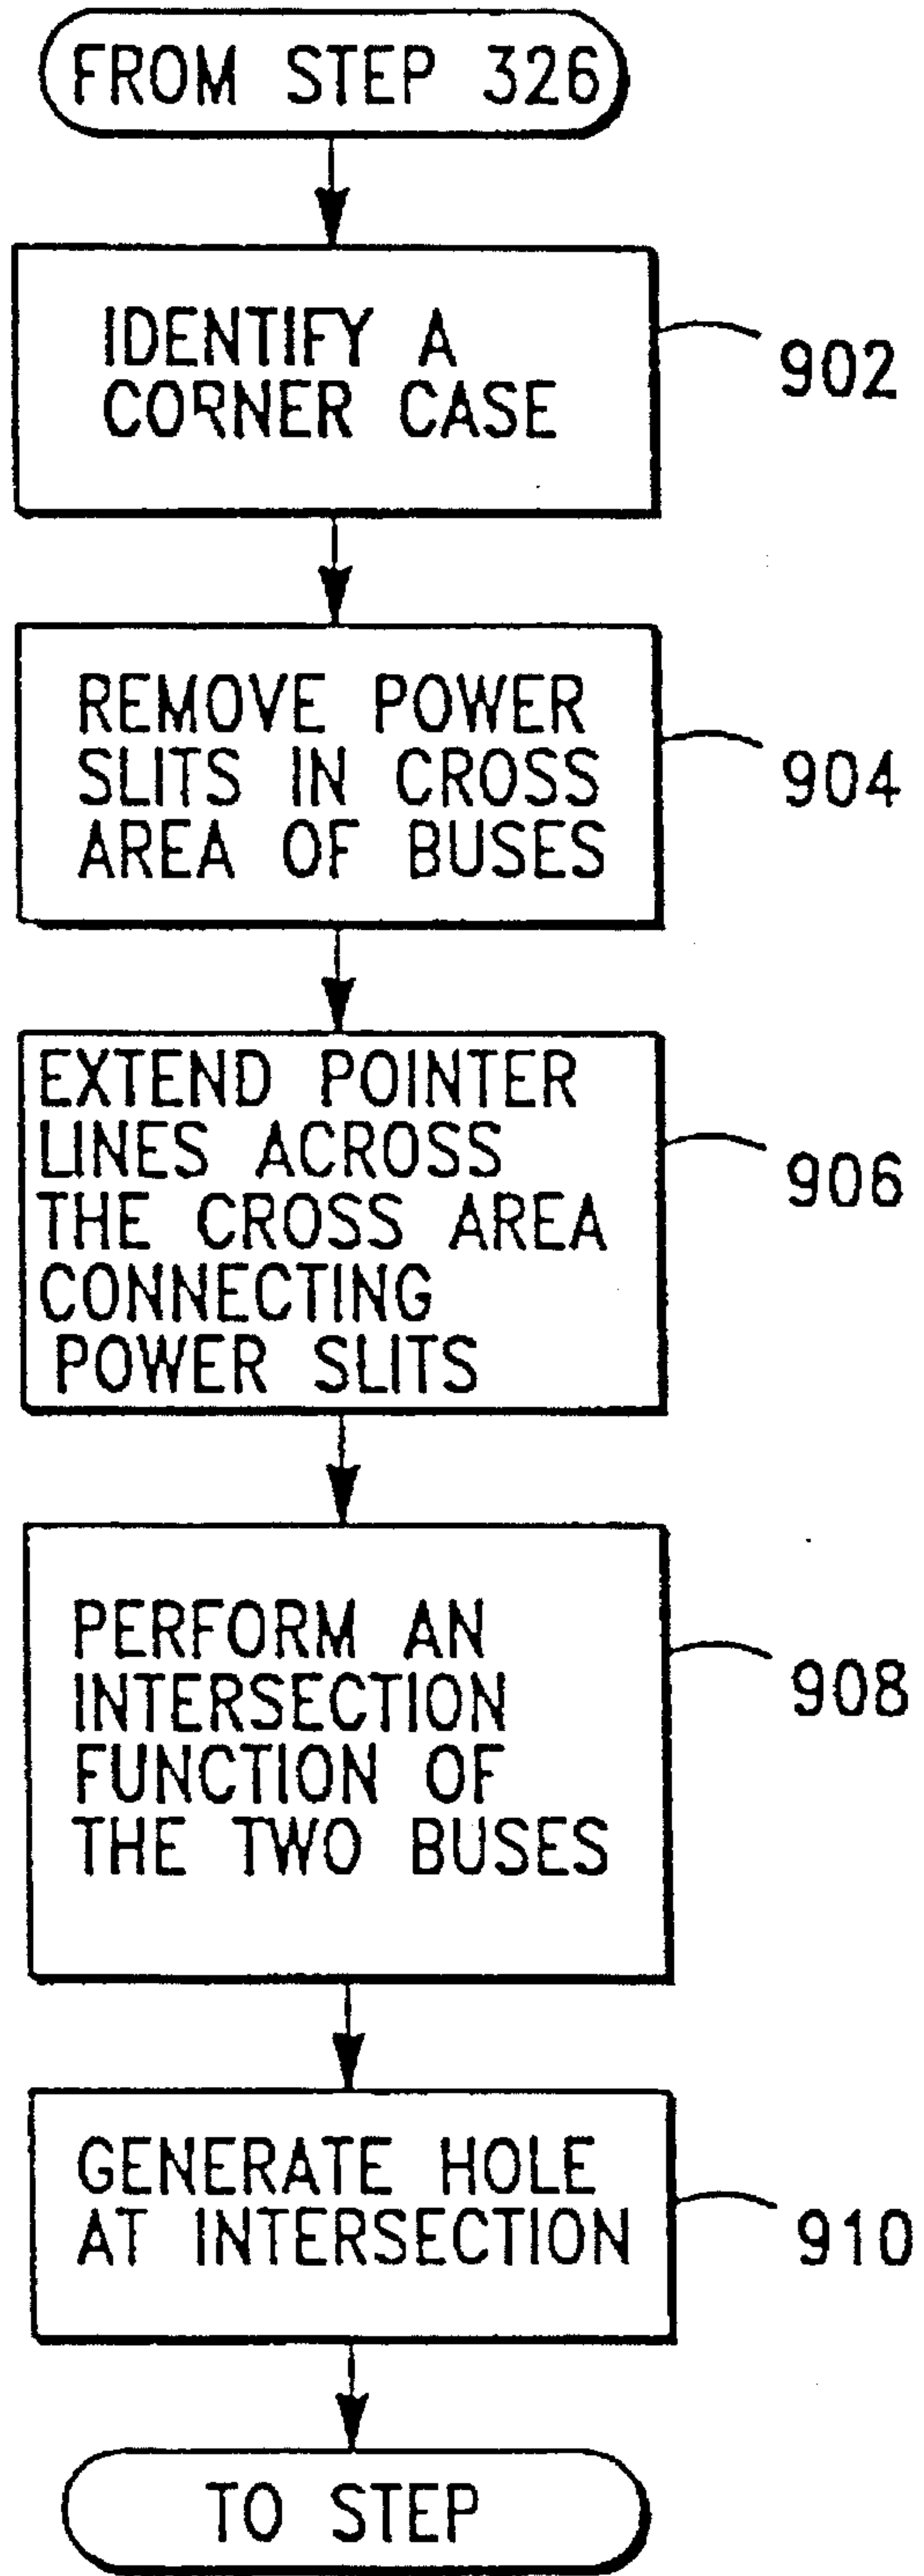 FROM STEP 326
IDENTIFY A
CORNER CASE
902
REMOVE POWER
SLITS IN CROSS
AREA OF BUSES
904
EXTEND POINTER
LINES ACROSS
THE CROSS AREA
CONNECTING
POWER SLITS
906
PERFORM AN
INTERSECTION
FUNCTION OF
THE TWO BUSES
908
GENERATE HOLE
AT INTERSECTION
910
TO STEP